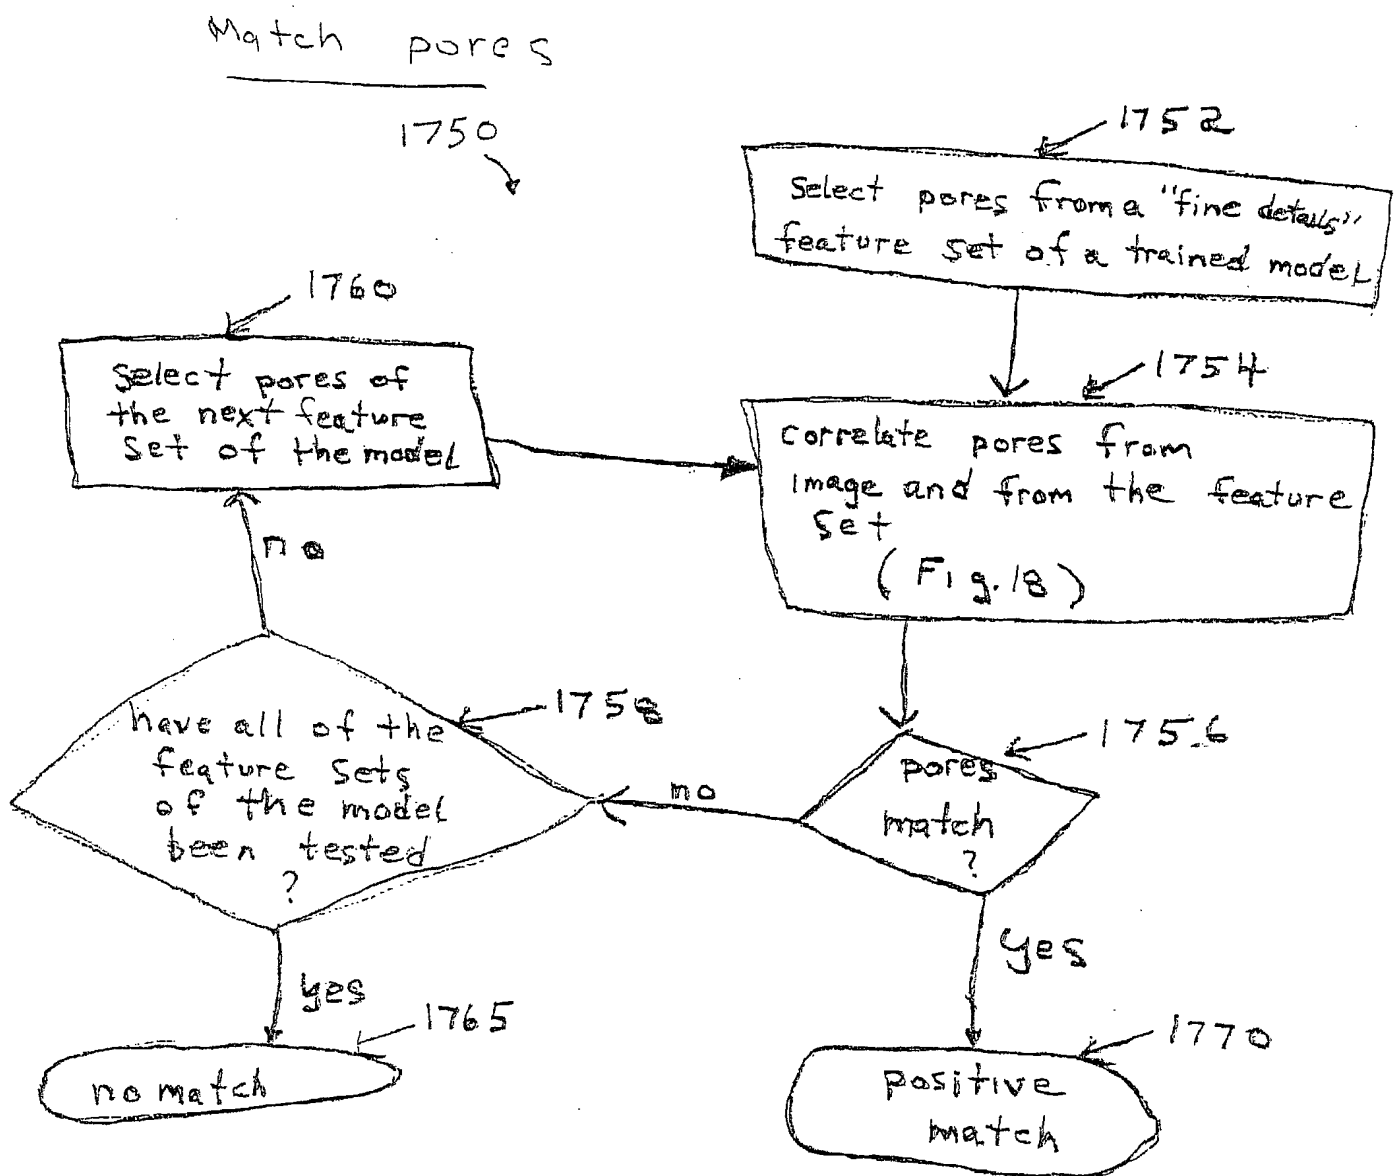 Match pores
1750
1752
Select pores from a "fine details"
feature set of a trained model
1760
Select pores of
the next feature
set of the model
1754
correlate pores from
image and from the feature
set
(Fig. 18)
no
1758
have all of the
feature sets
of the model
been tested
?
no
1756
pores
match
?
yes
1765
no match
yes
1770
positive
match